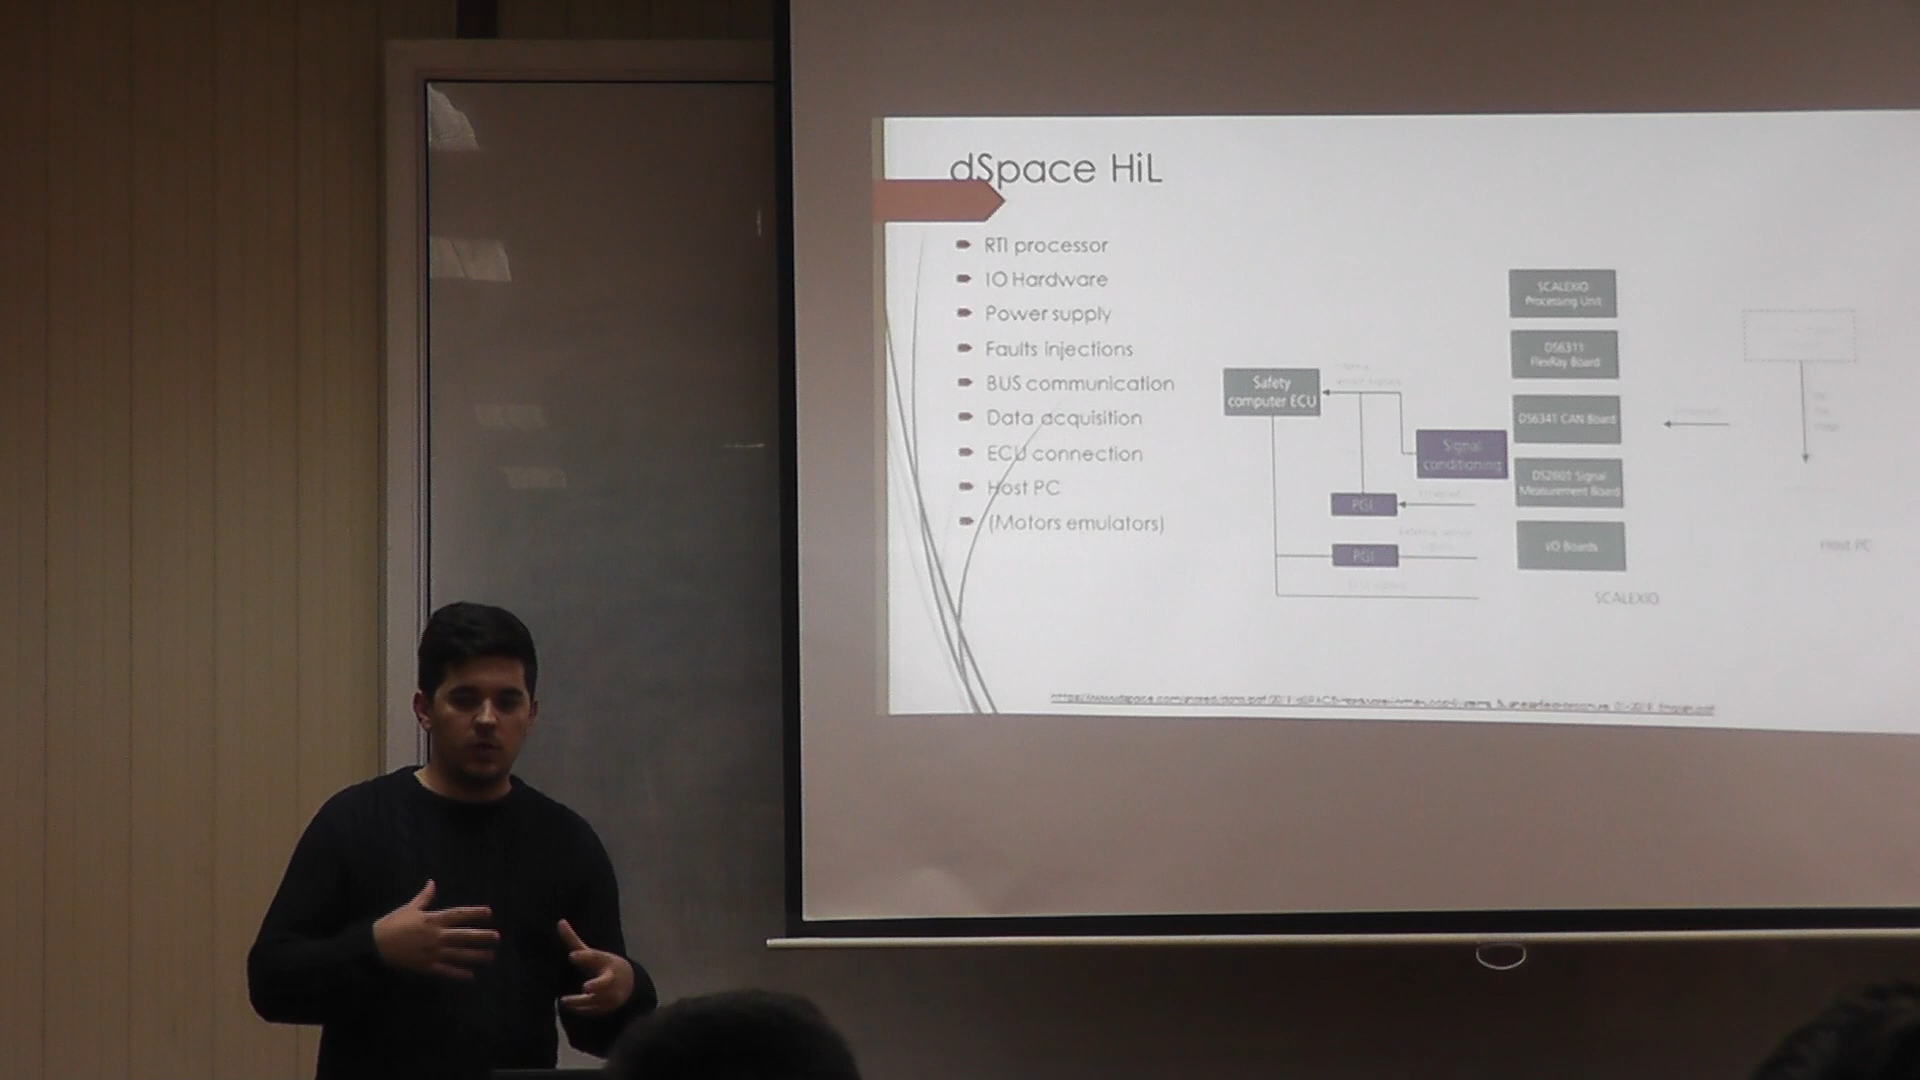 dSpace HiL
RTI processor
IO Hardware
Power supply
Faults injections
BUS communication
Data acquisition
ECU connection
Host PC
(Motors emulators)
Safety
computer ECU
Signal
conditioning
PGI
PGI
SCALEXIO
Processing Unit
DS6311
FlexRay Board
DS6341 CAN Board
DS2601 Signal
Measurement Board
I/O Boards
SCALEXIO
Host PC